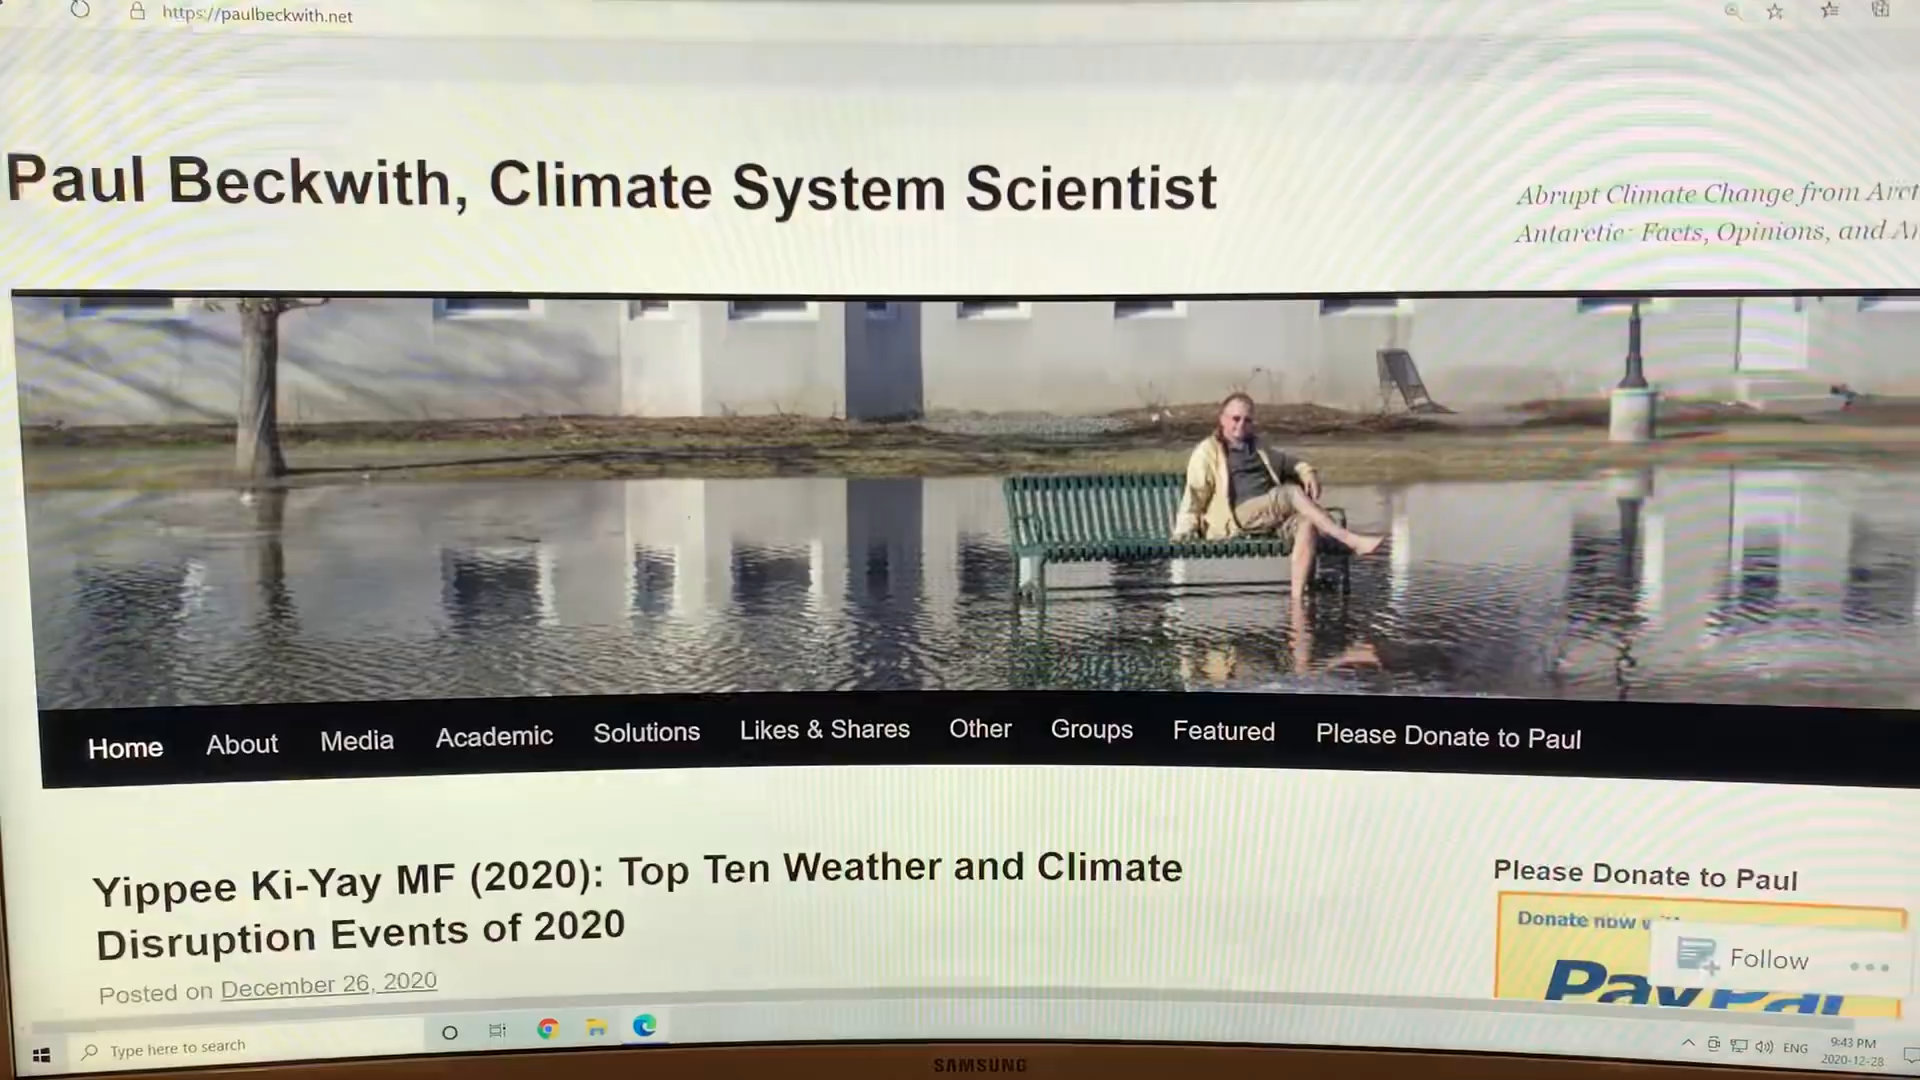 https://paulbeckwith.net
Paul Beckwith, Climate System Scientist
Abrupt Climate Change from
Antarctic: Facts, Opinions, and
Home About Media Academic Solutions Likes & Shares Other Groups Featured Please Donate to Paul
Yippee Ki-Yay MF (2020): Top Ten Weather and Climate
Disruption Events of 2020
Posted on December 26, 2020
Please Donate to Paul
Donate now
PayPal
Follow
Type here to search
ENG
9:43 PM
2020-12-28
SAMSUNG